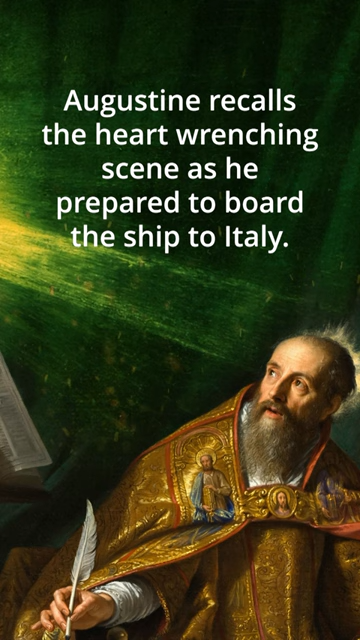 Augustine recalls
the heart wrenching
scene as he
prepared to board
the ship to Italy.